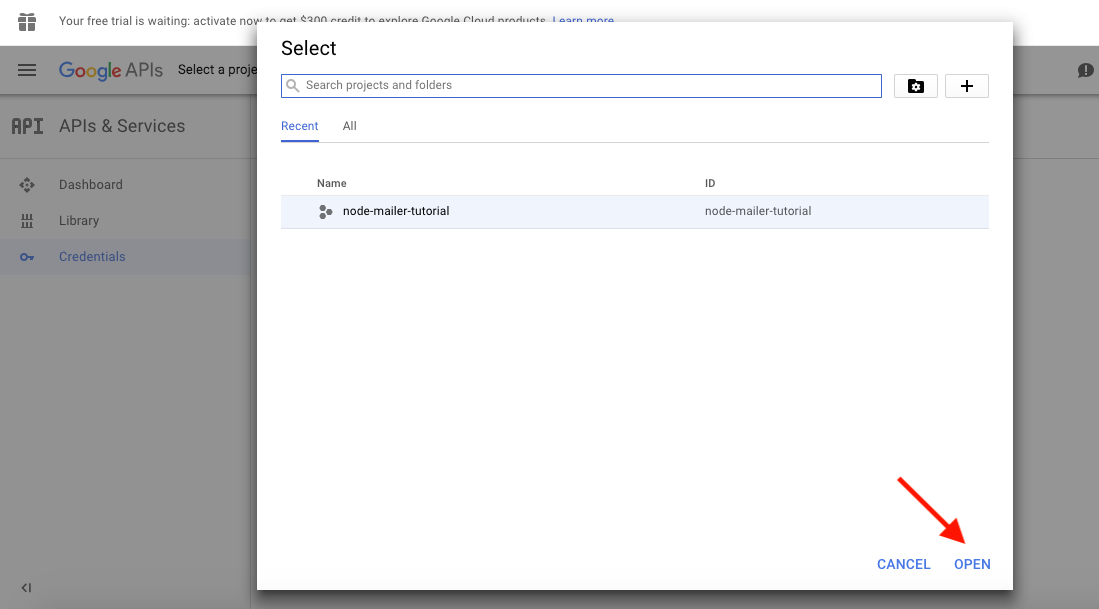 Your free trial is waiting: activate now to get $300 credit to explore Google Cloud products. Learn more
Google APIs
Select a proje
Select
Search projects and folders
API
APIs & Services
Recent
All
Dashboard
Name
ID
node-mailer-tutorial
node-mailer-tutorial
Library
Credentials
CANCEL
OPEN